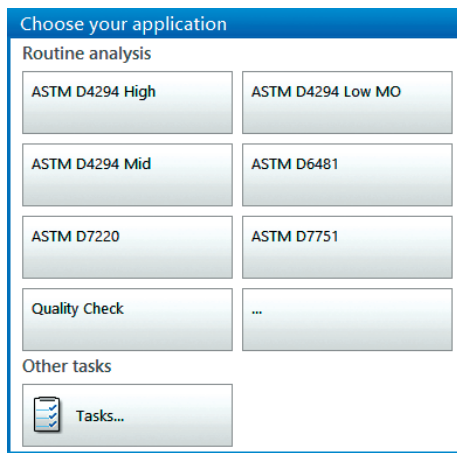 Choose your application
Routine analysis
ASTM D4294 High
ASTM D4294 Low MO
ASTM D4294 Mid
ASTM D6481
ASTM D7220
ASTM D7751
Quality Check
...
Other tasks
Tasks...